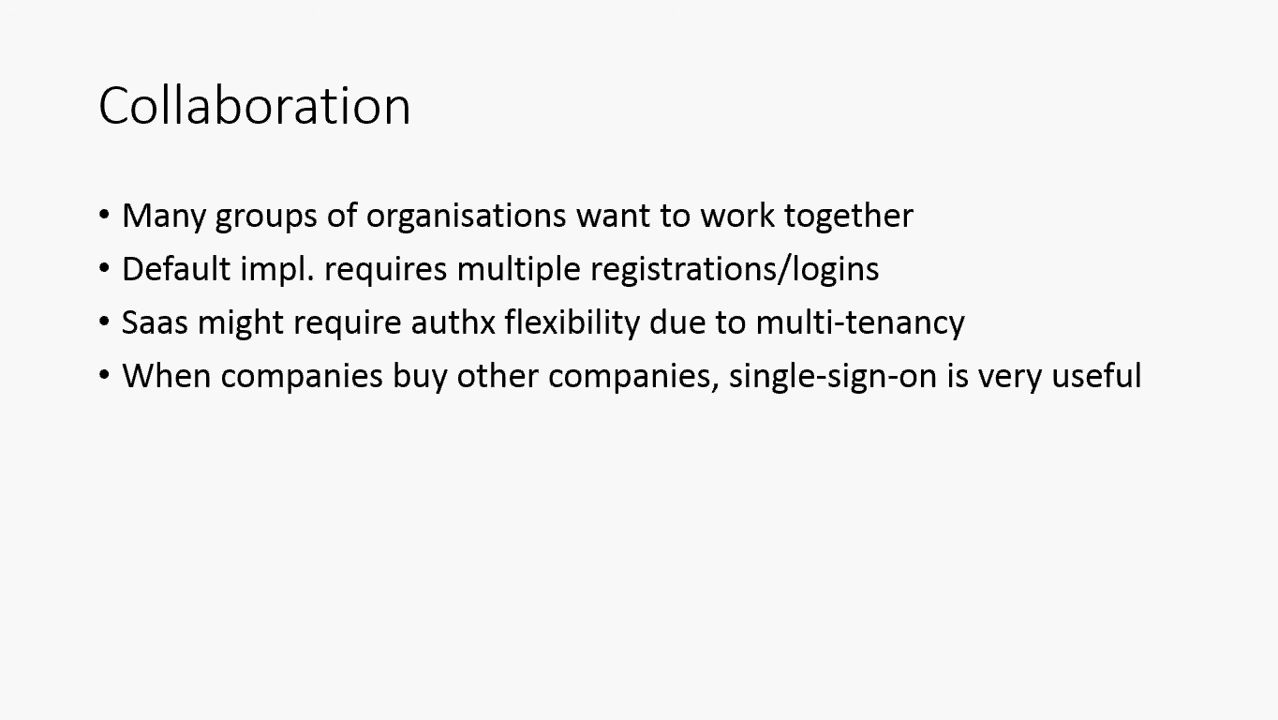 Collaboration
• Many groups of organisations want to work together
• Default impl. requires multiple registrations/logins
• Saas might require authx flexibility due to multi-tenancy
• When companies buy other companies, single-sign-on is very useful